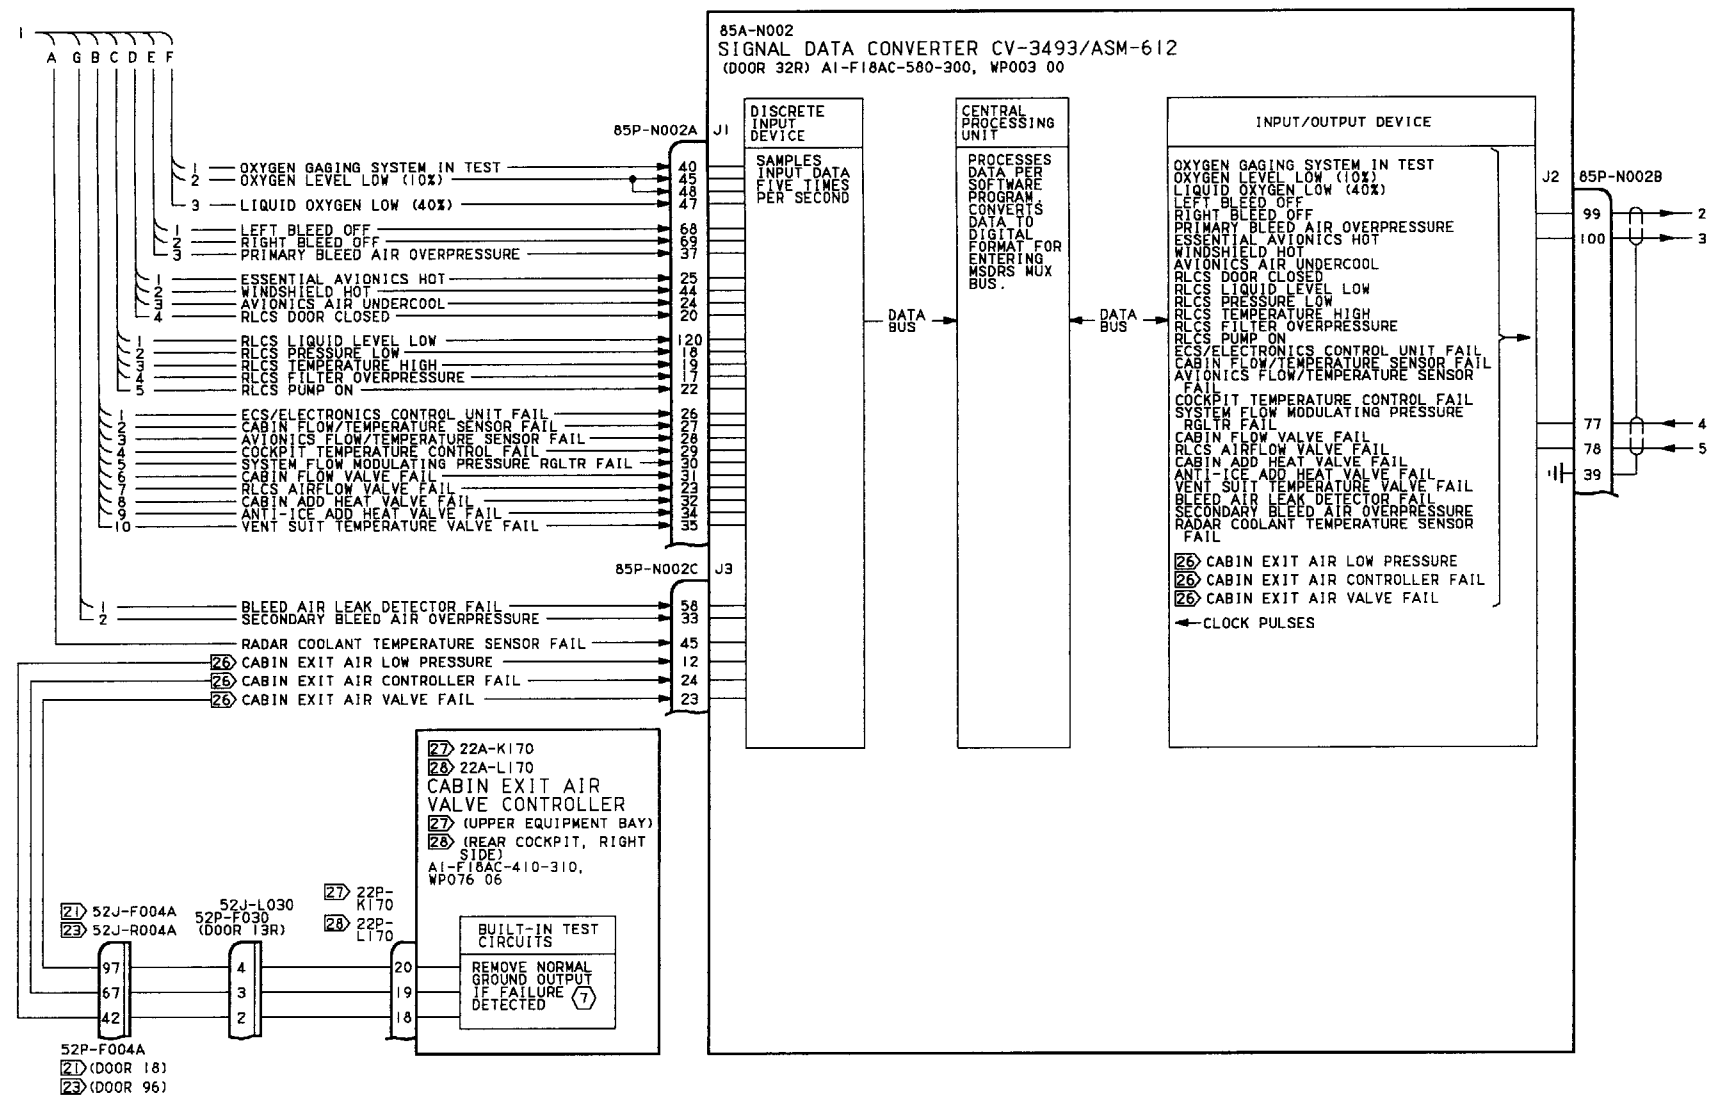 1
A G B C D E F
85A-N002
SIGNAL DATA CONVERTER CV-3493/ASM-612
(DOOR 32R) A1-F18AC-580-300, WP003 00
85P-N002A J1
1 OXYGEN GAGING SYSTEM IN TEST 40
2 OXYGEN LEVEL LOW (10%) 45
48
3 LIQUID OXYGEN LOW (40%) 47
1 LEFT BLEED OFF 68
2 RIGHT BLEED OFF 69
3 PRIMARY BLEED AIR OVERPRESSURE 37
1 ESSENTIAL AVIONICS HOT 25
2 WINDSHIELD HOT 44
3 AVIONICS AIR UNDERCOOL 24
4 RLCS DOOR CLOSED 20
1 RLCS LIQUID LEVEL LOW 120
2 RLCS PRESSURE LOW 18
3 RLCS TEMPERATURE HIGH 19
4 RLCS FILTER OVERPRESSURE 17
5 RLCS PUMP ON 22
1 ECS/ELECTRONICS CONTROL UNIT FAIL 26
2 CABIN FLOW/TEMPERATURE SENSOR FAIL 27
3 AVIONICS FLOW/TEMPERATURE SENSOR FAIL 28
4 COCKPIT TEMPERATURE CONTROL FAIL 29
5 SYSTEM FLOW MODULATING PRESSURE RGLTR FAIL 30
6 CABIN FLOW VALVE FAIL 31
7 RLCS AIRFLOW VALVE FAIL 23
8 CABIN ADD HEAT VALVE FAIL 32
9 ANTI-ICE ADD HEAT VALVE FAIL 34
10 VENT SUIT TEMPERATURE VALVE FAIL 35
85P-N002C J3
1 BLEED AIR LEAK DETECTOR FAIL 58
2 SECONDARY BLEED AIR OVERPRESSURE 33
RADAR COOLANT TEMPERATURE SENSOR FAIL 45
26 CABIN EXIT AIR LOW PRESSURE 12
26 CABIN EXIT AIR CONTROLLER FAIL 24
26 CABIN EXIT AIR VALVE FAIL 23
DISCRETE
INPUT
DEVICE
SAMPLES
INPUT DATA
FIVE TIMES
PER SECOND
DATA
BUS
CENTRAL
PROCESSING
UNIT
PROCESSES
DATA PER
SOFTWARE
PROGRAM.
CONVERTS
DATA TO
DIGITAL
FORMAT FOR
ENTERING
MSDRS MUX
BUS.
DATA
BUS
INPUT/OUTPUT DEVICE
OXYGEN GAGING SYSTEM IN TEST
OXYGEN LEVEL LOW (10%)
LIQUID OXYGEN LOW (40%)
LEFT BLEED OFF
RIGHT BLEED OFF
PRIMARY BLEED AIR OVERPRESSURE
ESSENTIAL AVIONICS HOT
WINDSHIELD HOT
AVIONICS AIR UNDERCOOL
RLCS DOOR CLOSED
RLCS LIQUID LEVEL LOW
RLCS PRESSURE LOW
RLCS TEMPERATURE HIGH
RLCS FILTER OVERPRESSURE
RLCS PUMP ON
ECS/ELECTRONICS CONTROL UNIT FAIL
CABIN FLOW/TEMPERATURE SENSOR FAIL
AVIONICS FLOW/TEMPERATURE SENSOR
FAIL
COCKPIT TEMPERATURE CONTROL FAIL
SYSTEM FLOW MODULATING PRESSURE
RGLTR FAIL
CABIN FLOW VALVE FAIL
RLCS AIRFLOW VALVE FAIL
CABIN ADD HEAT VALVE FAIL
ANTI-ICE ADD HEAT VALVE FAIL
VENT SUIT TEMPERATURE VALVE FAIL
BLEED AIR LEAK DETECTOR FAIL
SECONDARY BLEED AIR OVERPRESSURE
RADAR COOLANT TEMPERATURE SENSOR
FAIL
26 CABIN EXIT AIR LOW PRESSURE
26 CABIN EXIT AIR CONTROLLER FAIL
26 CABIN EXIT AIR VALVE FAIL
CLOCK PULSES
J2 85P-N002B
99 2
100 3
77 4
78 5
39
27 22A-K170
28 22A-L170
CABIN EXIT AIR
VALVE CONTROLLER
27 (UPPER EQUIPMENT BAY)
28 (REAR COCKPIT, RIGHT
SIDE)
A1-F18AC-410-310,
WP076 06
BUILT-IN TEST
CIRCUITS
REMOVE NORMAL
GROUND OUTPUT
IF FAILURE
DETECTED 7
27 22P-
K170
28 22P-
L170
21 52J-F004A
23 52J-R004A
52J-L030
52P-F030
(DOOR 13R)
97 4 20
67 3 19
42 2 18
52P-F004A
21 (DOOR 18)
23 (DOOR 96)